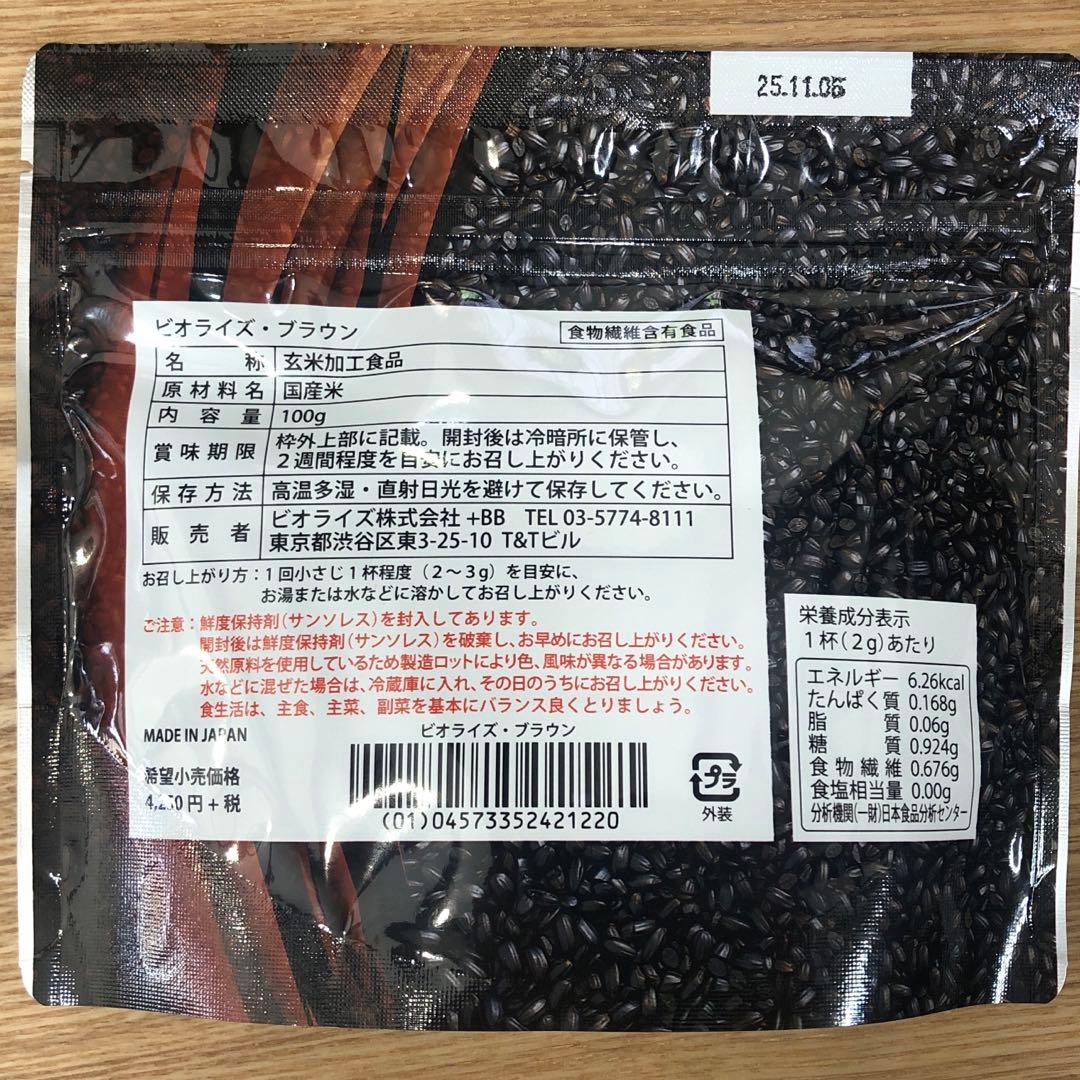 25.11.06
ビオライズ・ブラウン 食物繊維含有食品
名称 玄米加工食品
原材料名 国産米
内容量 100g
賞味期限 枠外上部に記載。開封後は冷暗所に保管し、
2週間程度を目安にお召し上がりください。
保存方法 高温多湿・直射日光を避けて保存してください。
販売者 ビオライズ株式会社 +BB TEL 03-5774-8111
東京都渋谷区東3-25-10 T&Tビル
お召し上がり方：1回小さじ1杯程度（2〜3g）を目安に、
お湯または水などに溶かしてお召し上がりください。
ご注意：鮮度保持剤（サンソレス）を封入してあります。
開封後は鮮度保持剤（サンソレス）を破棄し、お早めにお召し上がりください。
天然原料を使用しているため製造ロットにより色、風味が異なる場合があります。
水などに混ぜた場合は、冷蔵庫に入れ、その日のうちにお召し上がりください。
食生活は、主食、主菜、副菜を基本にバランス良くとりましょう。
MADE IN JAPAN
希望小売価格
円＋税
ビオライズ・ブラウン
(01)04573352421220
プラ
外装
栄養成分表示
1杯（2g）あたり
エネルギー 6.26kcal
たんぱく質 0.168g
脂質 0.06g
糖質 0.924g
食物繊維 0.676g
食塩相当量 0.00g
分析機関(一財)日本食品分析センター